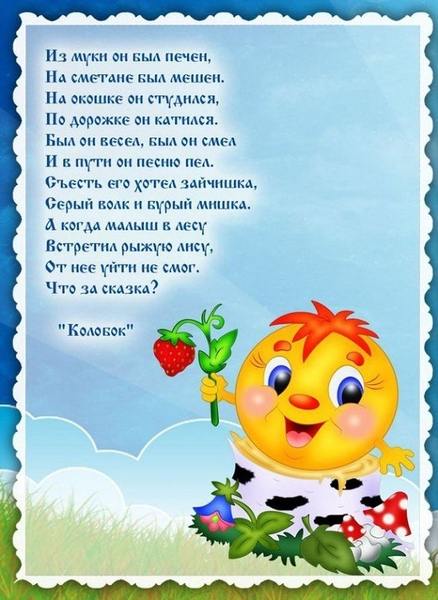 Из муки он был печен,
На сметане был мешен.
На окошке он студился,
По дорожке он катился.
Был он весел, был он смел
И в пути он песню пел.
Съесть его хотел зайчишка,
Серый волк и бурый мишка.
А когда малыш в лесу
Встретил рыжую лису,
От нее уйти не смог.
Что за сказка?
"Колобок"